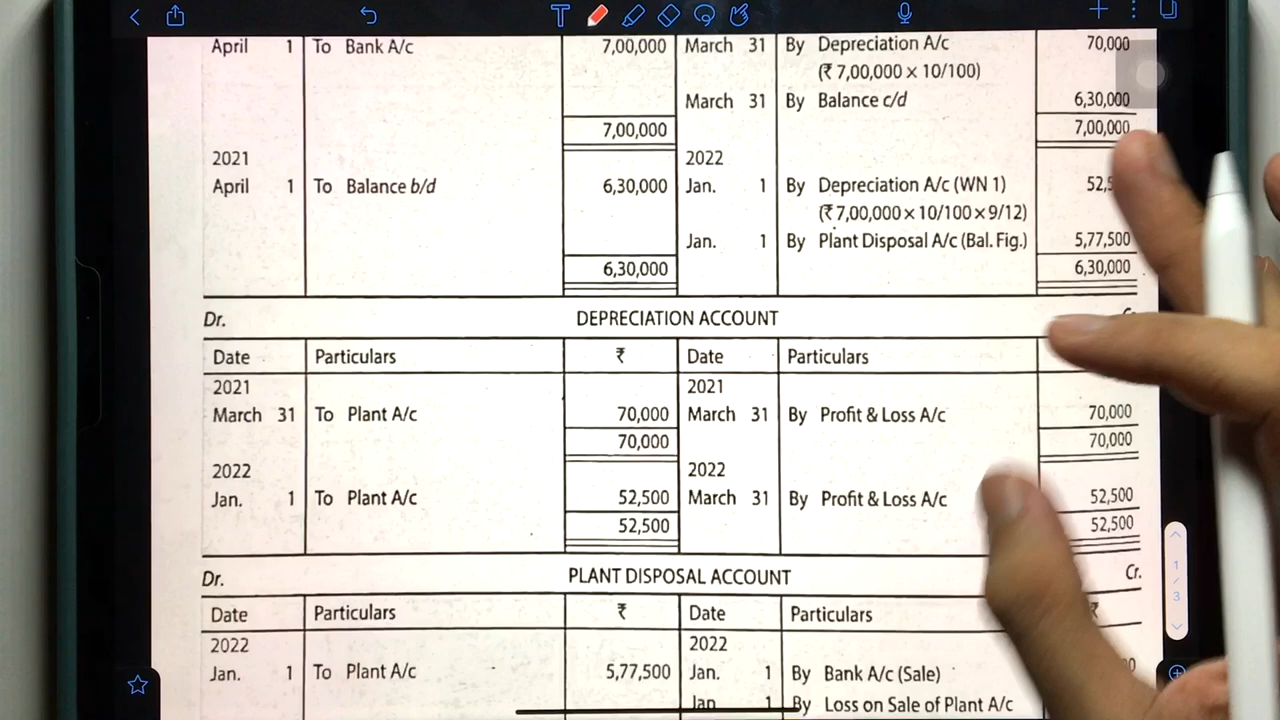 April 1 To Bank A/c 7,00,000 March 31 By Depreciation A/c 70,000
(₹ 7,00,000 x 10/100)
March 31 By Balance c/d 6,30,000
7,00,000 7,00,000
2021 2022
April 1 To Balance b/d 6,30,000 Jan. 1 By Depreciation A/c (WN 1)
(₹ 7,00,000 x 10/100 x 9/12)
Jan. 1 By Plant Disposal A/c (Bal. Fig.) 5,77,500
6,30,000 6,30,000
Dr. DEPRECIATION ACCOUNT
Date Particulars ₹ Date Particulars
2021 2021
March 31 To Plant A/c 70,000 March 31 By Profit & Loss A/c 70,000
70,000 70,000
2022 2022
Jan. 1 To Plant A/c 52,500 March 31 By Profit & Loss A/c 52,500
52,500 52,500
Dr. PLANT DISPOSAL ACCOUNT Cr.
Date Particulars ₹ Date Particulars ₹
2022 2022
Jan. 1 To Plant A/c 5,77,500 Jan. 1 By Bank A/c (Sale)
Jan 1 By Loss on Sale of Plant A/c
1 / 3